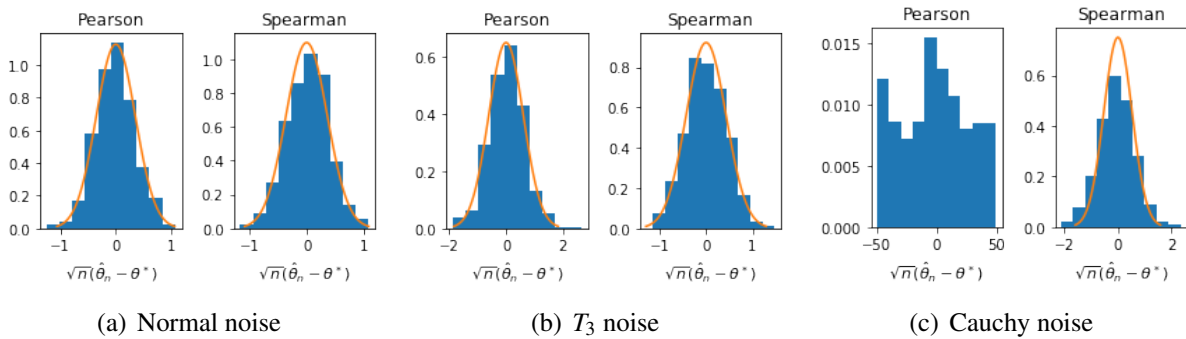 Pearson
1.0
0.8
0.6
0.4
0.2
0.0
−1 0 1
√n(θ̂ₙ − θ*)
Spearman
1.0
0.8
0.6
0.4
0.2
0.0
−1 0 1
√n(θ̂ₙ − θ*)
(a) Normal noise
Pearson
0.6
0.4
0.2
0.0
−2 0 2
√n(θ̂ₙ − θ*)
Spearman
0.8
0.6
0.4
0.2
0.0
−1 0 1
√n(θ̂ₙ − θ*)
(b) T₃ noise
Pearson
0.015
0.010
0.005
0.000
−50 0 50
√n(θ̂ₙ − θ*)
Spearman
0.6
0.4
0.2
0.0
−2 0 2
√n(θ̂ₙ − θ*)
(c) Cauchy noise